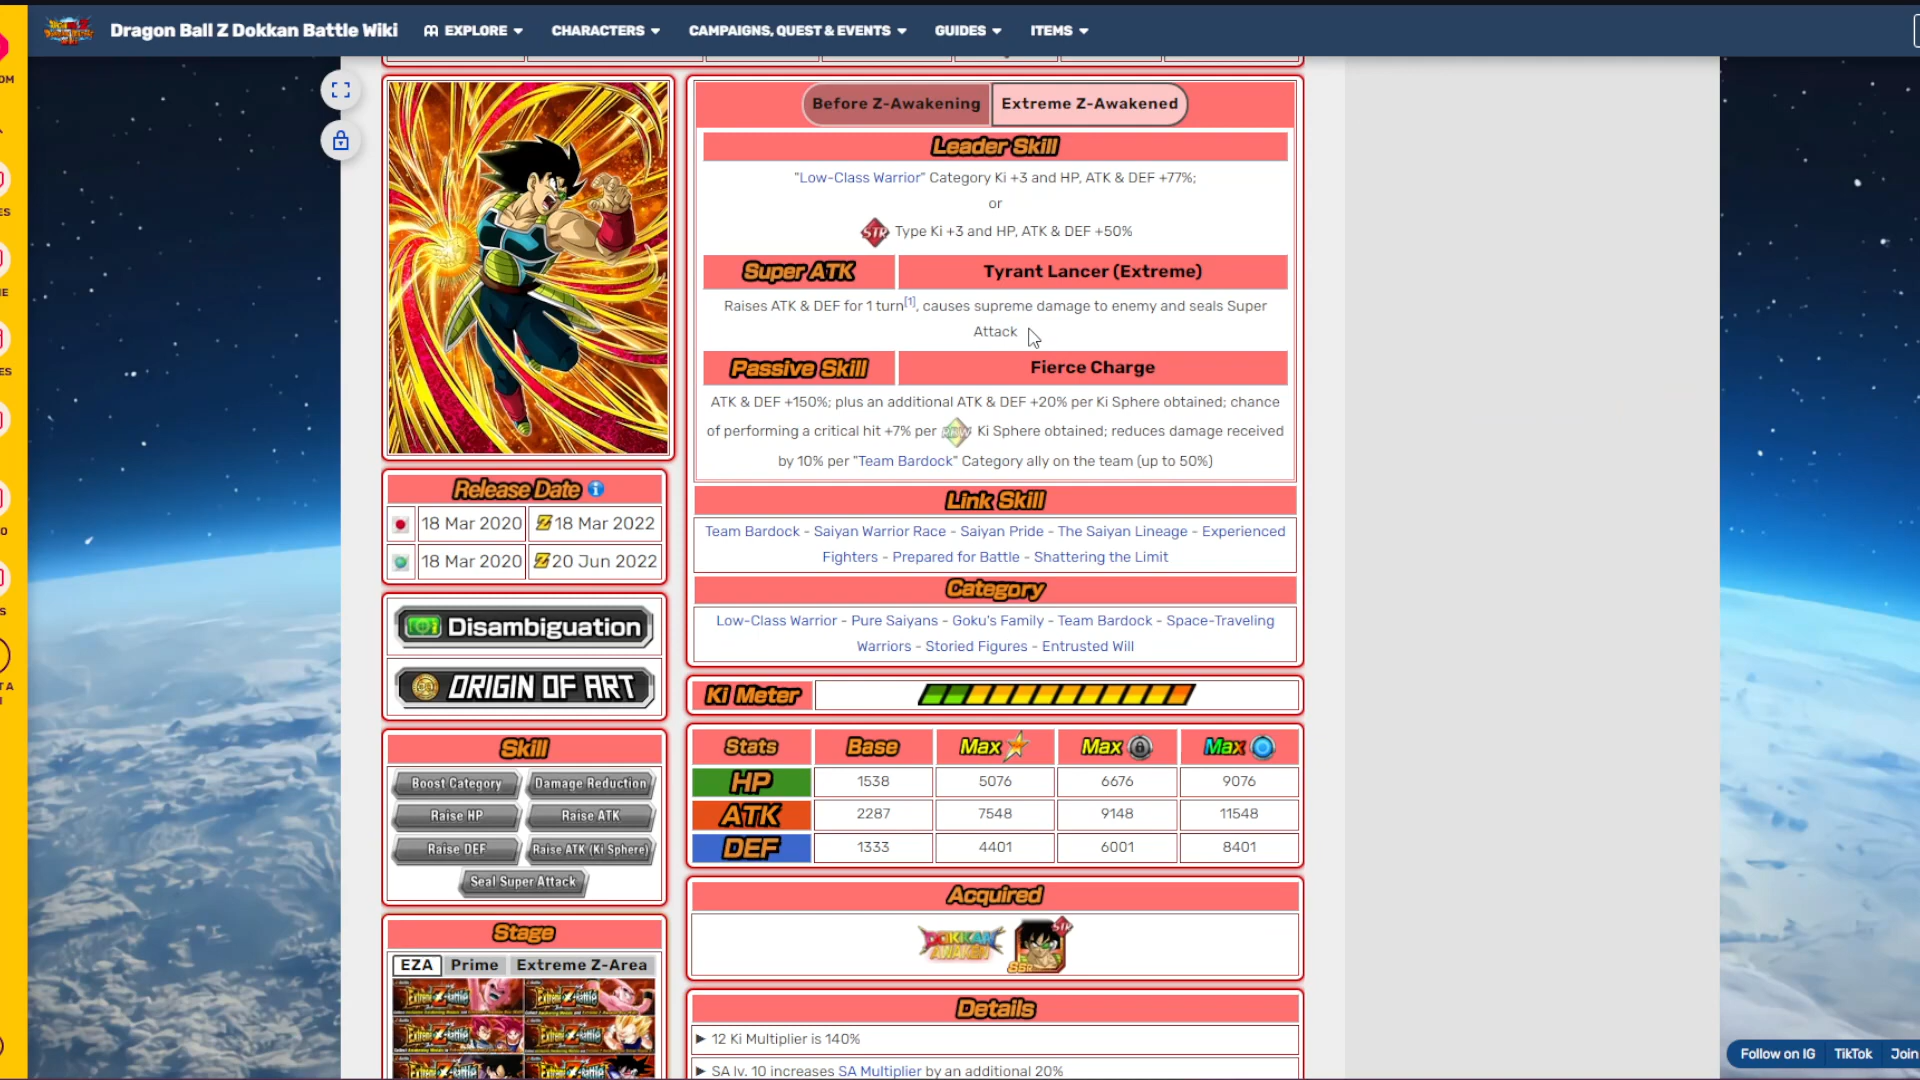 Dragon Ball Z Dokkan Battle Wiki
EXPLORE
CHARACTERS
CAMPAIGNS, QUEST & EVENTS
GUIDES
ITEMS
Before Z-Awakening
Extreme Z-Awakened
Leader Skill
"Low-Class Warrior" Category Ki +3 and HP, ATK & DEF +77%;
or
STR Type Ki +3 and HP, ATK & DEF +50%
Super ATK
Tyrant Lancer (Extreme)
Raises ATK & DEF for 1 turn[1], causes supreme damage to enemy and seals Super
Attack
Passive Skill
Fierce Charge
ATK & DEF +150%; plus an additional ATK & DEF +20% per Ki Sphere obtained; chance
of performing a critical hit +7% per RBW Ki Sphere obtained; reduces damage received
by 10% per "Team Bardock" Category ally on the team (up to 50%)
Link Skill
Team Bardock - Saiyan Warrior Race - Saiyan Pride - The Saiyan Lineage - Experienced
Fighters - Prepared for Battle - Shattering the Limit
Category
Low-Class Warrior - Pure Saiyans - Goku's Family - Team Bardock - Space-Traveling
Warriors - Storied Figures - Entrusted Will
Ki Meter
Stats Base Max Max Max
HP 1538 5076 6676 9076
ATK 2287 7548 9148 11548
DEF 1333 4401 6001 8401
Acquired
DOKKAN AWAKEN
SSR STR
Details
► 12 Ki Multiplier is 140%
► SA lv. 10 increases SA Multiplier by an additional 20%
Release Date
18 Mar 2020 Z 18 Mar 2022
18 Mar 2020 Z 20 Jun 2022
Disambiguation
ORIGIN OF ART
Skill
Boost Category Damage Reduction
Raise HP Raise ATK
Raise DEF Raise ATK (Ki Sphere)
Seal Super Attack
Stage
EZA Prime Extreme Z-Area
Follow on IG TikTok Join